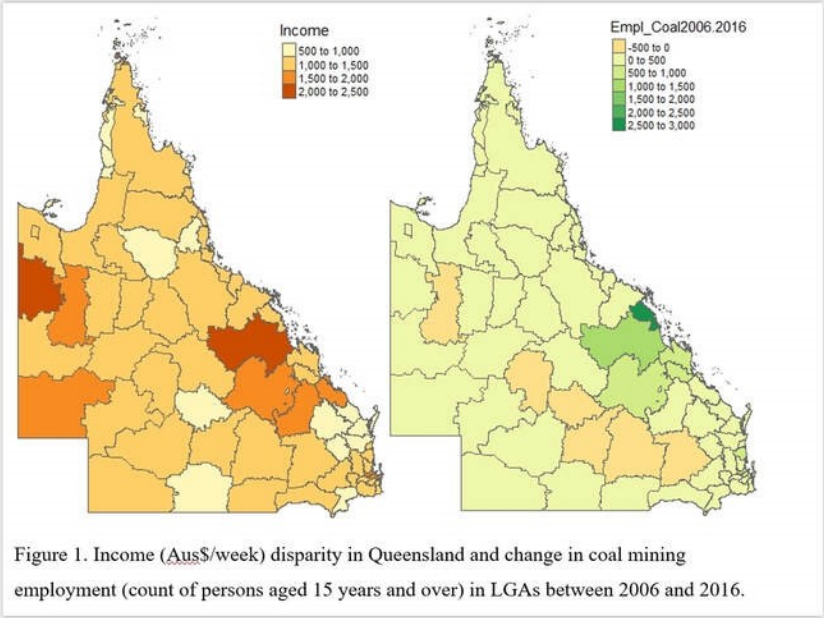 Income
500 to 1,000
1,000 to 1,500
1,500 to 2,000
2,000 to 2,500
Empl_Coal2006.2016
-500 to 0
0 to 500
500 to 1,000
1,000 to 1,500
1,500 to 2,000
2,000 to 2,500
2,500 to 3,000
Figure 1. Income (Aus$/week) disparity in Queensland and change in coal mining
employment (count of persons aged 15 years and over) in LGAs between 2006 and 2016.